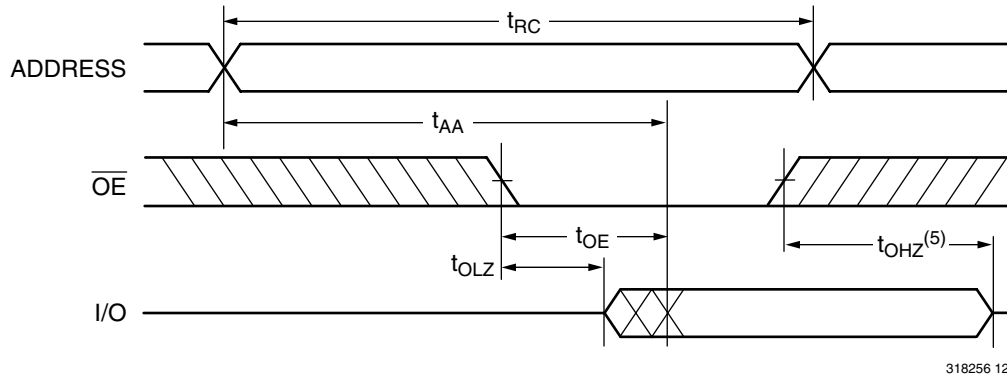 tRC
ADDRESS
tAA
OE
tOE
tOHZ(5)
tOLZ
I/O
318256 12